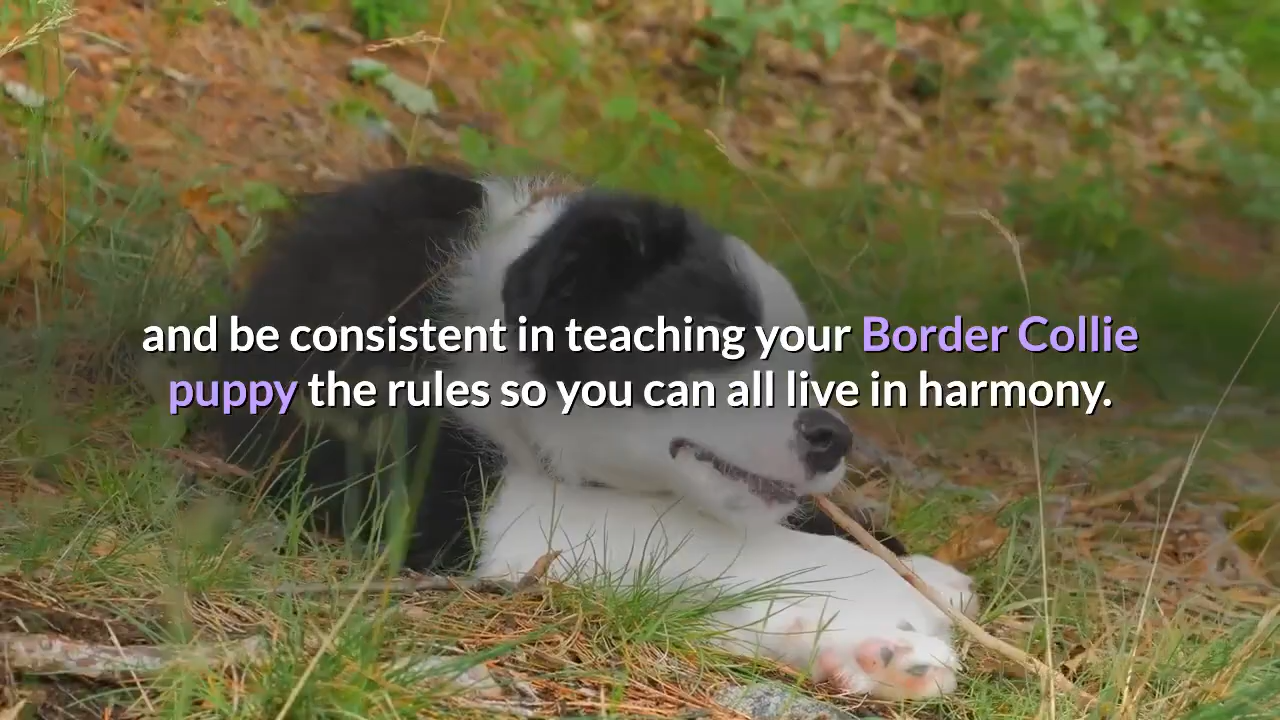 and be consistent in teaching your Border Collie
puppy the rules so you can all live in harmony.